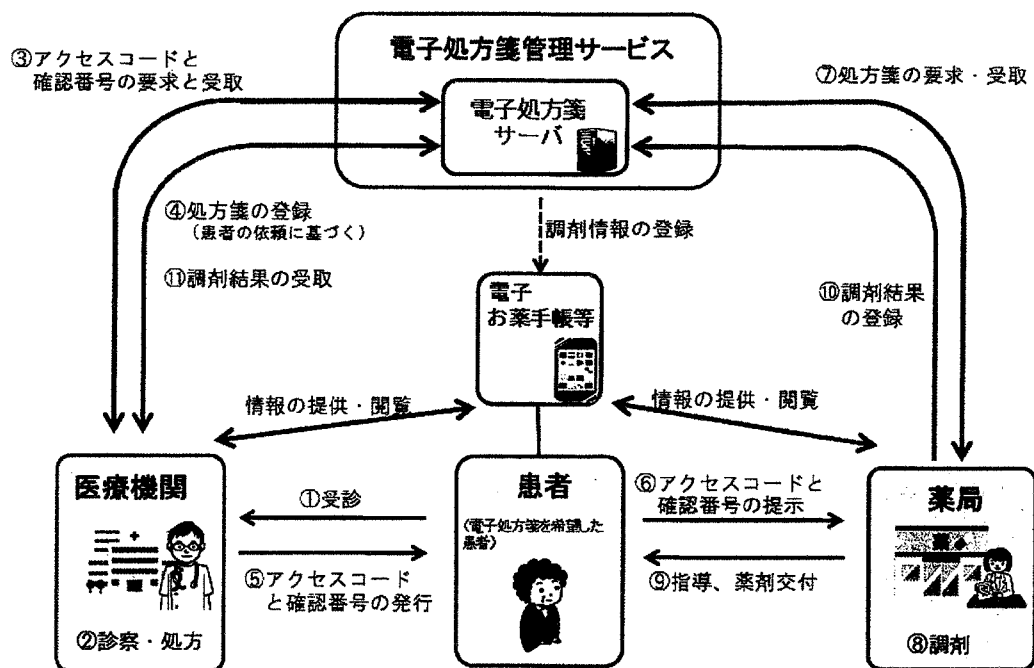 電子処方箋管理サービス
電子処方箋
サーバ
③アクセスコードと
確認番号の要求と受取
⑦処方箋の要求・受取
④処方箋の登録
(患者の依頼に基づく)
⑪調剤結果の受取
調剤情報の登録
電子
お薬手帳等
⑩調剤結果
の登録
情報の提供・閲覧
情報の提供・閲覧
医療機関
①受診
⑤アクセスコード
と確認番号の発行
②診察・処方
患者
(電子処方箋を希望した
患者)
⑥アクセスコードと
確認番号の提示
⑨指導、薬剤交付
薬局
⑧調剤